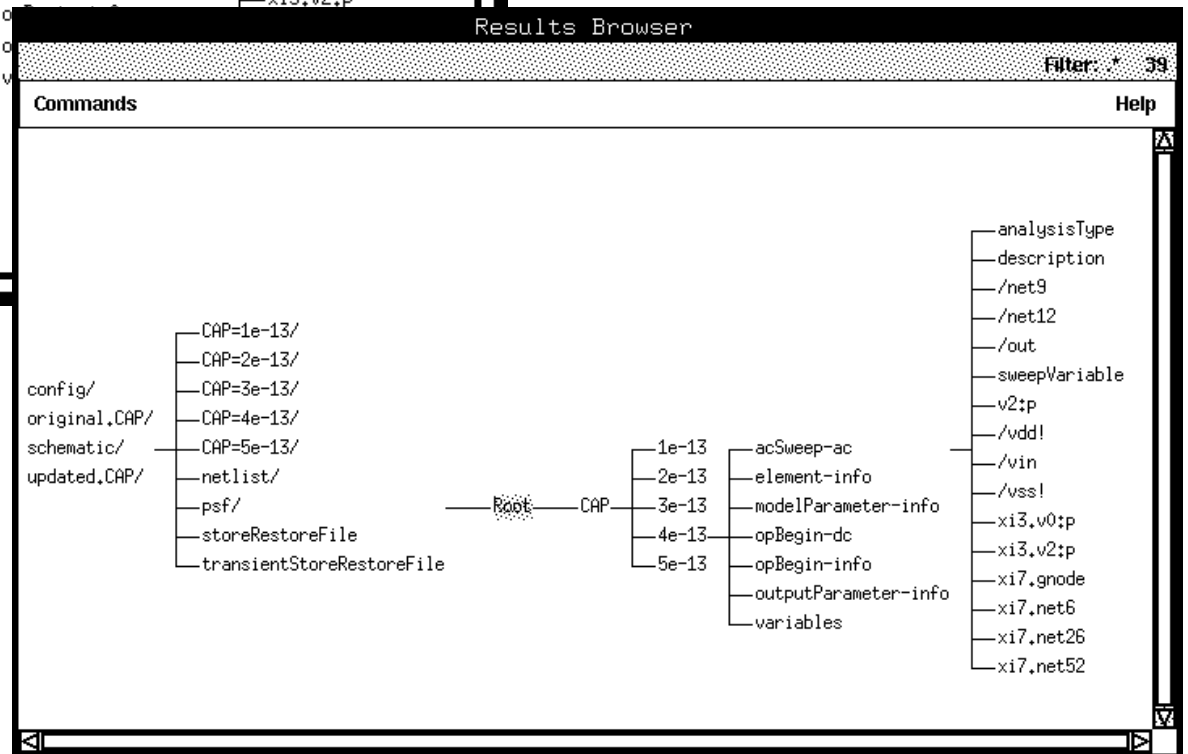 xi3.v2:p
o
o
v
Results Browser
Filter: .* 39
Commands Help
analysisType
description
/net9
/net12
/out
sweepVariable
v2:p
/vdd!
/vin
/vss!
xi3.v0:p
xi3.v2:p
xi7.gnode
xi7.net6
xi7.net26
xi7.net52
CAP=1e-13/
CAP=2e-13/
CAP=3e-13/
CAP=4e-13/
CAP=5e-13/
netlist/
psf/
storeRestoreFile
transientStoreRestoreFile
config/
original.CAP/
schematic/
updated.CAP/
Root
CAP
1e-13
2e-13
3e-13
4e-13
5e-13
acSweep-ac
element-info
modelParameter-info
opBegin-dc
opBegin-info
outputParameter-info
variables